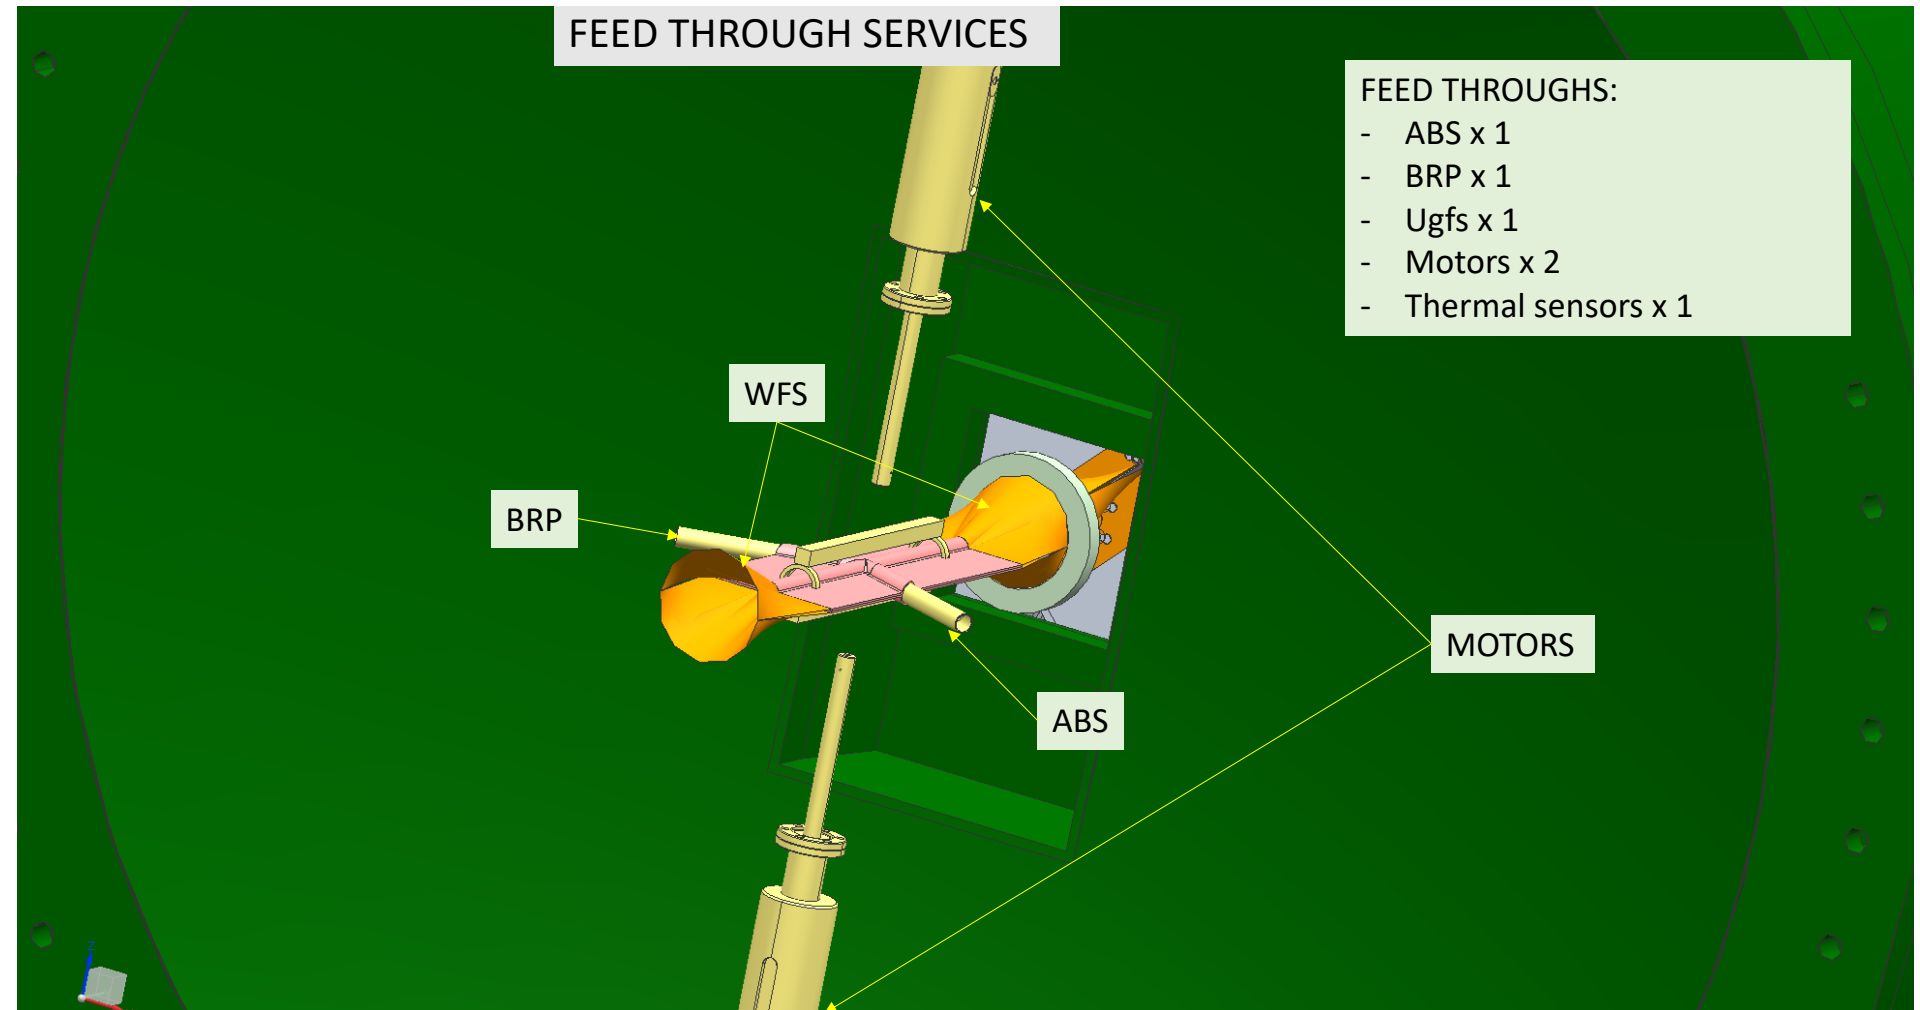 FEED THROUGH SERVICES
FEED THROUGHS:
- ABS x 1
- BRP x 1
- Ugfs x 1
- Motors x 2
- Thermal sensors x 1
WFS
BRP
MOTORS
ABS
Z